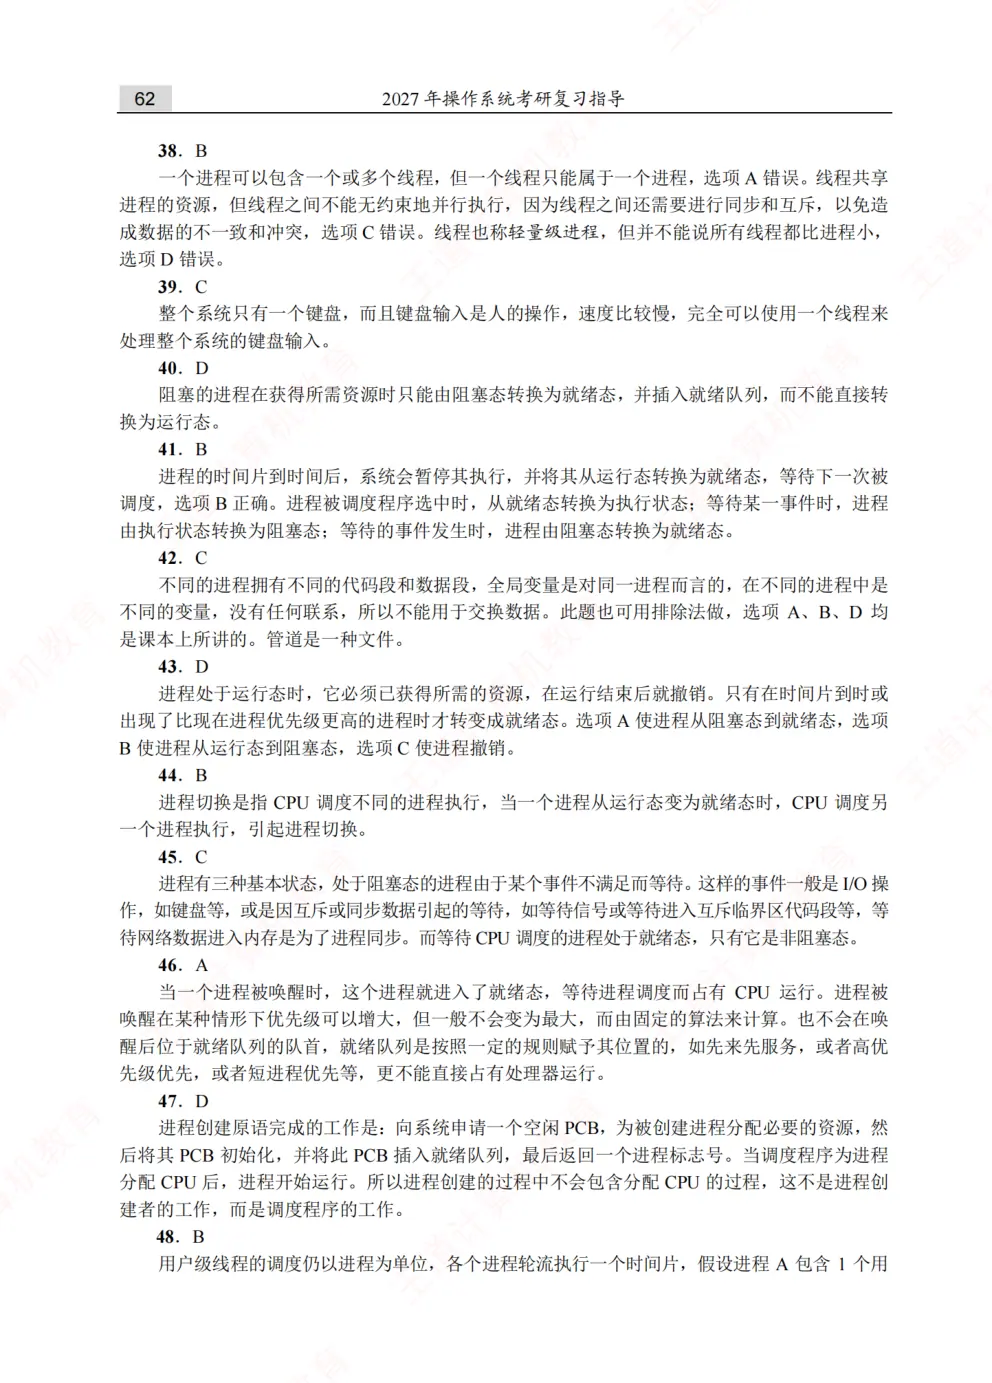 62
2027 年操作系统考研复习指导
38．B
一个进程可以包含一个或多个线程，但一个线程只能属于一个进程，选项 A 错误。线程共享
进程的资源，但线程之间不能无约束地并行执行，因为线程之间还需要进行同步和互斥，以免造
成数据的不一致和冲突，选项 C 错误。线程也称轻量级进程，但并不能说所有线程都比进程小，
选项 D 错误。
39．C
整个系统只有一个键盘，而且键盘输入是人的操作，速度比较慢，完全可以使用一个线程来
处理整个系统的键盘输入。
40．D
阻塞的进程在获得所需资源时只能由阻塞态转换为就绪态，并插入就绪队列，而不能直接转
换为运行态。
41．B
进程的时间片到时间后，系统会暂停其执行，并将其从运行态转换为就绪态，等待下一次被
调度，选项 B 正确。进程被调度程序选中时，从就绪态转换为执行状态；等待某一事件时，进程
由执行状态转换为阻塞态；等待的事件发生时，进程由阻塞态转换为就绪态。
42．C
不同的进程拥有不同的代码段和数据段，全局变量是对同一进程而言的，在不同的进程中是
不同的变量，没有任何联系，所以不能用于交换数据。此题也可用排除法做，选项 A、B、D 均
是课本上所讲的。管道是一种文件。
43．D
进程处于运行态时，它必须已获得所需的资源，在运行结束后就撤销。只有在时间片到时或
出现了比现在进程优先级更高的进程时才转变成就绪态。选项 A 使进程从阻塞态到就绪态，选项
B 使进程从运行态到阻塞态，选项 C 使进程撤销。
44．B
进程切换是指 CPU 调度不同的进程执行，当一个进程从运行态变为就绪态时，CPU 调度另
一个进程执行，引起进程切换。
45．C
进程有三种基本状态，处于阻塞态的进程由于某个事件不满足而等待。这样的事件一般是 I/O 操
作，如键盘等，或是因互斥或同步数据引起的等待，如等待信号或等待进入互斥临界区代码段等，等
待网络数据进入内存是为了进程同步。而等待 CPU 调度的进程处于就绪态，只有它是非阻塞态。
46．A
当一个进程被唤醒时，这个进程就进入了就绪态，等待进程调度而占有 CPU 运行。进程被
唤醒在某种情形下优先级可以增大，但一般不会变为最大，而由固定的算法来计算。也不会在唤
醒后位于就绪队列的队首，就绪队列是按照一定的规则赋予其位置的，如先来先服务，或者高优
先级优先，或者短进程优先等，更不能直接占有处理器运行。
47．D
进程创建原语完成的工作是：向系统申请一个空闲 PCB，为被创建进程分配必要的资源，然
后将其 PCB 初始化，并将此 PCB 插入就绪队列，最后返回一个进程标志号。当调度程序为进程
分配 CPU 后，进程开始运行。所以进程创建的过程中不会包含分配 CPU 的过程，这不是进程创
建者的工作，而是调度程序的工作。
48．B
用户级线程的调度仍以进程为单位，各个进程轮流执行一个时间片，假设进程 A 包含 1 个用